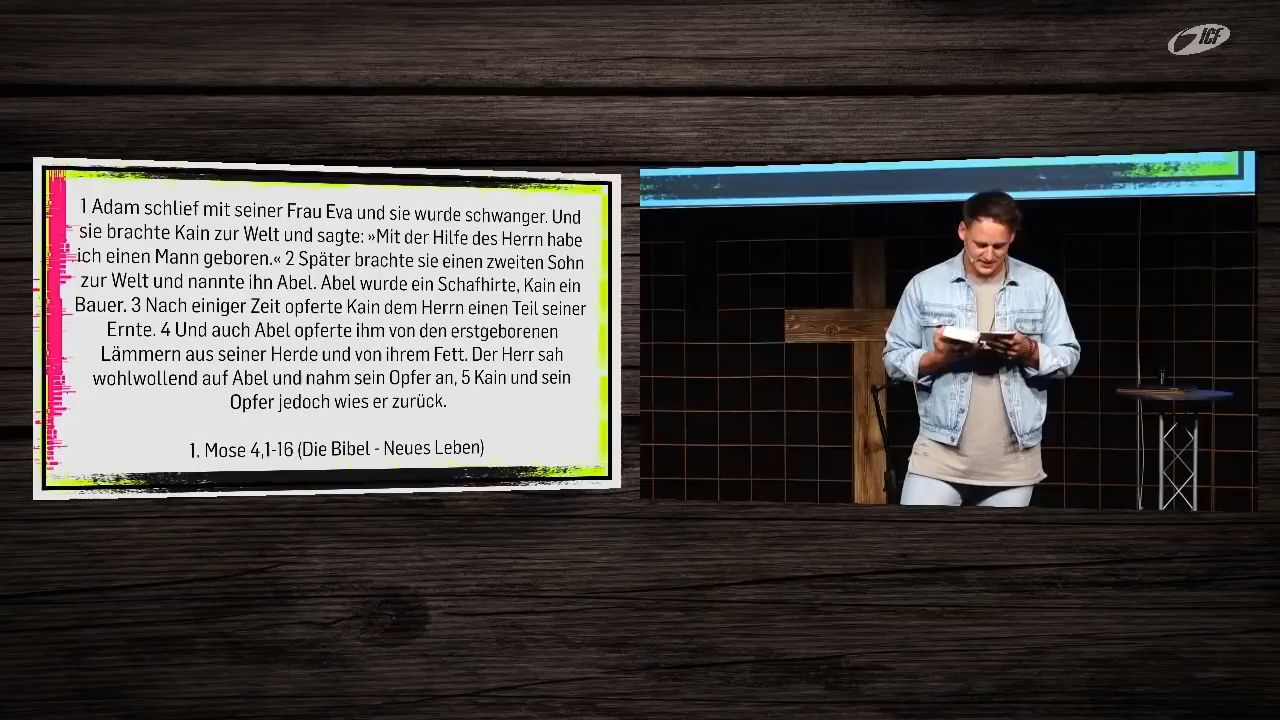 ICF
1 Adam schlief mit seiner Frau Eva und sie wurde schwanger. Und
sie brachte Kain zur Welt und sagte: »Mit der Hilfe des Herrn habe
ich einen Mann geboren.« 2 Später brachte sie einen zweiten Sohn
zur Welt und nannte ihn Abel. Abel wurde ein Schafhirte, Kain ein
Bauer. 3 Nach einiger Zeit opferte Kain dem Herrn einen Teil seiner
Ernte. 4 Und auch Abel opferte ihm von den erstgeborenen
Lämmern aus seiner Herde und von ihrem Fett. Der Herr sah
wohlwollend auf Abel und nahm sein Opfer an, 5 Kain und sein
Opfer jedoch wies er zurück.
1. Mose 4,1-16 (Die Bibel - Neues Leben)